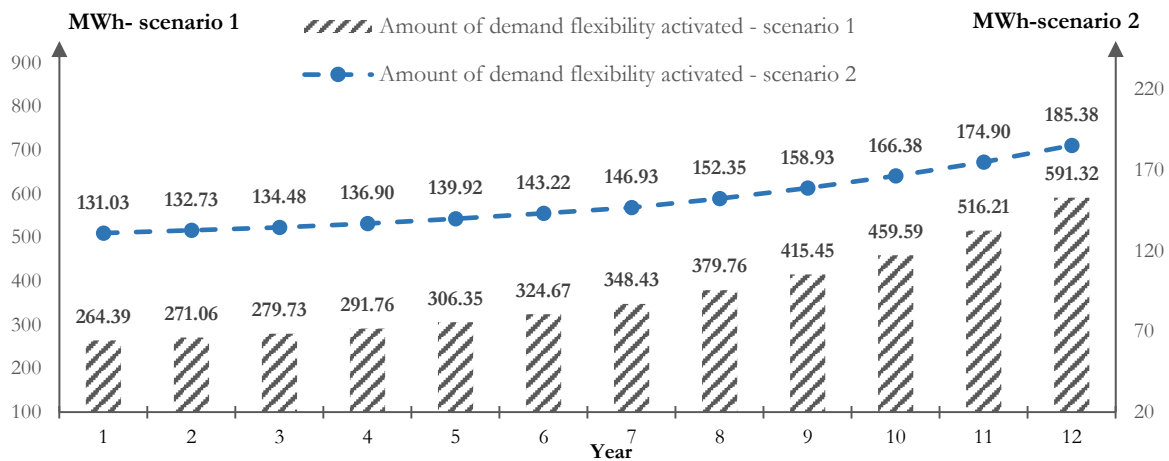 MWh- scenario 1
Amount of demand flexibility activated - scenario 1
MWh-scenario 2
Amount of demand flexibility activated - scenario 2
900
800
700
600
500
400
300
200
100
220
170
120
70
20
131.03 132.73 134.48 136.90 139.92 143.22 146.93 152.35 158.93 166.38 174.90 185.38
264.39 271.06 279.73 291.76 306.35 324.67 348.43 379.76 415.45 459.59 516.21 591.32
1 2 3 4 5 6 7 8 9 10 11 12
Year